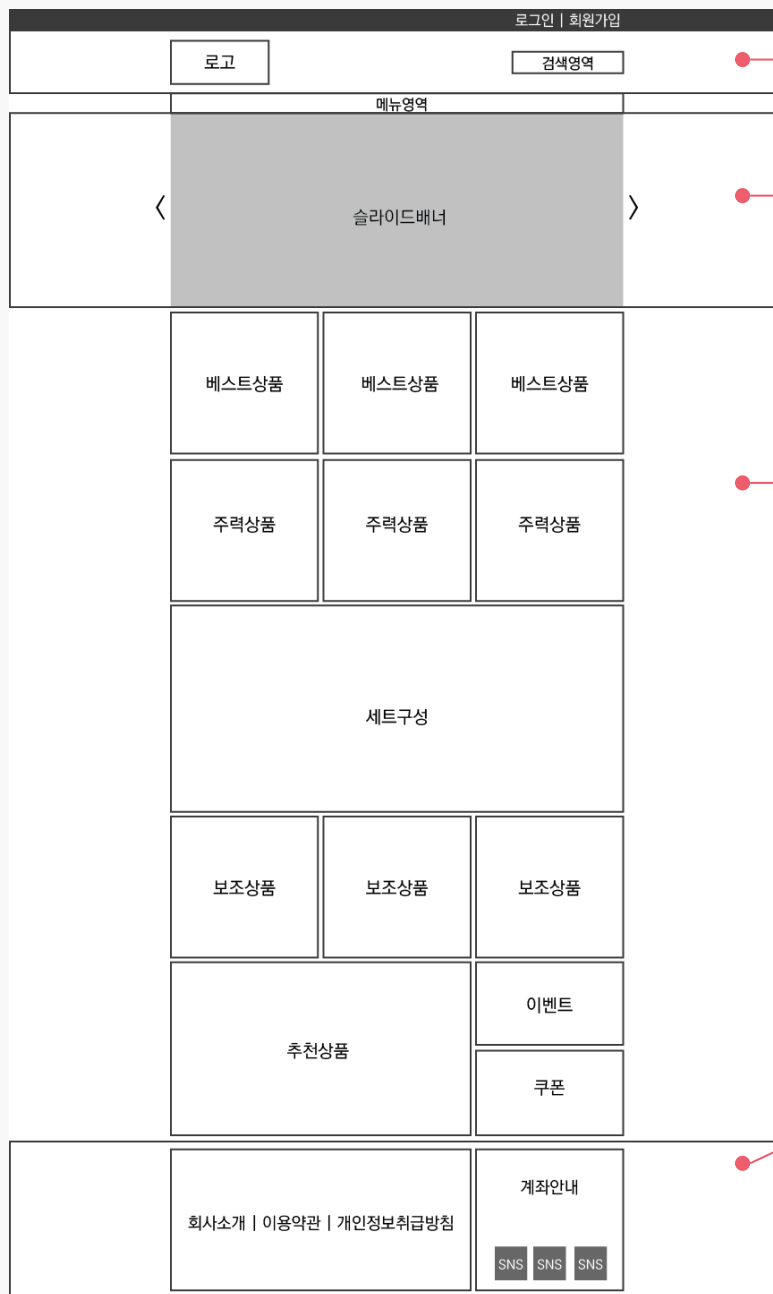 로그인 | 회원가입
로고
검색영역
메뉴영역
슬라이드배너
베스트상품 베스트상품 베스트상품
주력상품 주력상품 주력상품
세트구성
보조상품 보조상품 보조상품
추천상품
이벤트
쿠폰
회사소개 | 이용약관 | 개인정보취급방침
계좌안내
SNS SNS SNS